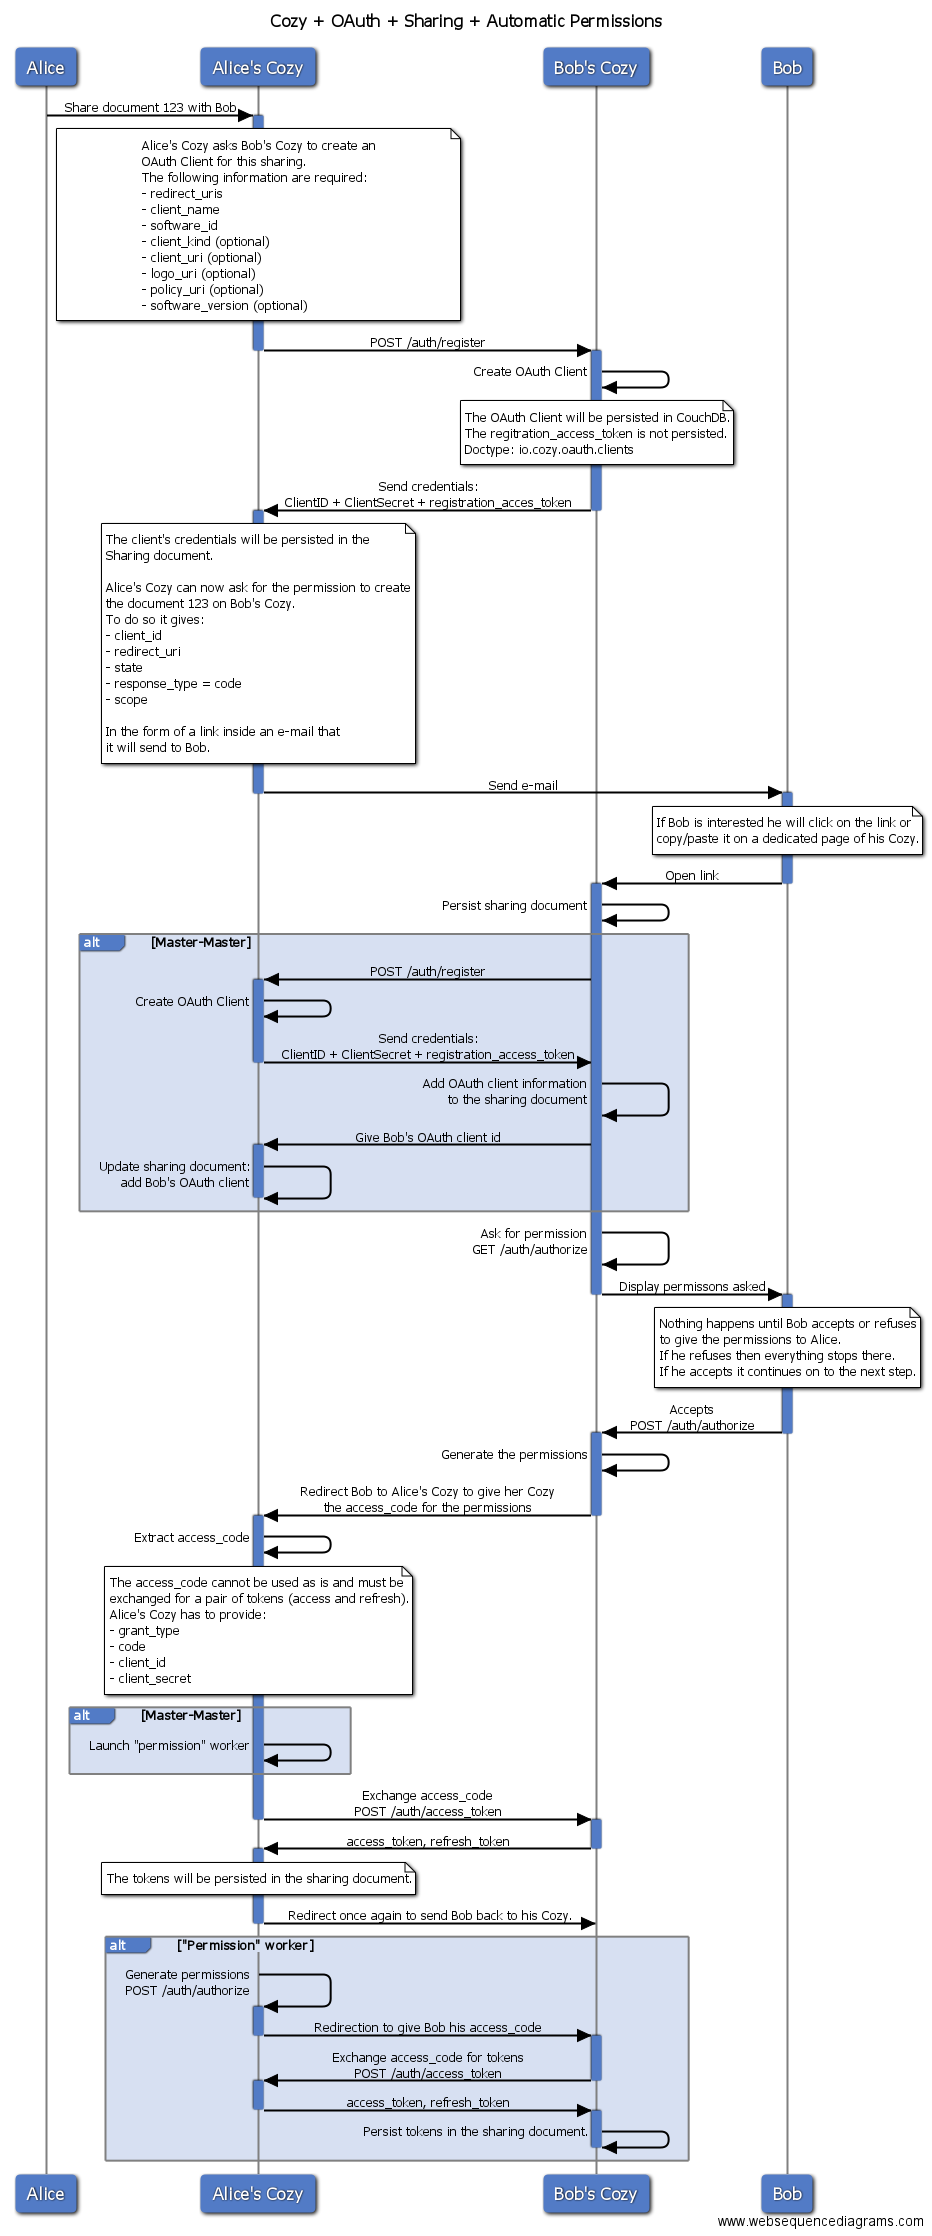 Cozy + OAuth + Sharing + Automatic Permissions
Alice
Alice's Cozy
Bob's Cozy
Bob
Share document 123 with Bob
Alice's Cozy asks Bob's Cozy to create an
OAuth Client for this sharing.
The following information are required:
- redirect_uris
- client_name
- software_id
- client_kind (optional)
- client_uri (optional)
- logo_uri (optional)
- policy_uri (optional)
- software_version (optional)
POST /auth/register
Create OAuth Client
The OAuth Client will be persisted in CouchDB.
The regitration_access_token is not persisted.
Doctype: io.cozy.oauth.clients
Send credentials:
ClientID + ClientSecret + registration_acces_token
The client's credentials will be persisted in the
Sharing document.
Alice's Cozy can now ask for the permission to create
the document 123 on Bob's Cozy.
To do so it gives:
- client_id
- redirect_uri
- state
- response_type = code
- scope
In the form of a link inside an e-mail that
it will send to Bob.
Send e-mail
If Bob is interested he will click on the link or
copy/paste it on a dedicated page of his Cozy.
Open link
Persist sharing document
alt
[Master-Master]
POST /auth/register
Create OAuth Client
Send credentials:
ClientID + ClientSecret + registration_access_token
Add OAuth client information
to the sharing document
Give Bob's OAuth client id
Update sharing document:
add Bob's OAuth client
Ask for permission
GET /auth/authorize
Display permissons asked
Nothing happens until Bob accepts or refuses
to give the permissions to Alice.
If he refuses then everything stops there.
If he accepts it continues on to the next step.
Accepts
POST /auth/authorize
Generate the permissions
Redirect Bob to Alice's Cozy to give her Cozy
the access_code for the permissions
Extract access_code
The access_code cannot be used as is and must be
exchanged for a pair of tokens (access and refresh).
Alice's Cozy has to provide:
- grant_type
- code
- client_id
- client_secret
alt
[Master-Master]
Launch "permission" worker
Exchange access_code
POST /auth/access_token
access_token, refresh_token
The tokens will be persisted in the sharing document.
Redirect once again to send Bob back to his Cozy.
alt
["Permission" worker]
Generate permissions
POST /auth/authorize
Redirection to give Bob his access_code
Exchange access_code for tokens
POST /auth/access_token
access_token, refresh_token
Persist tokens in the sharing document.
Alice
Alice's Cozy
Bob's Cozy
Bob
www.websequencediagrams.com